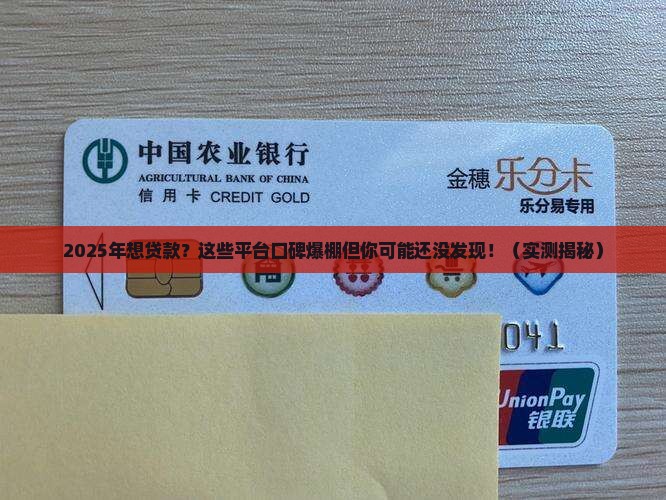 中国农业银行
AGRICULTURAL BANK OF CHINA
信用卡 CREDIT GOLD
金穗 乐分卡
乐分易专用
2025年想贷款？这些平台口碑爆棚但你可能还没发现！（实测揭秘）
041
UnionPay
银联